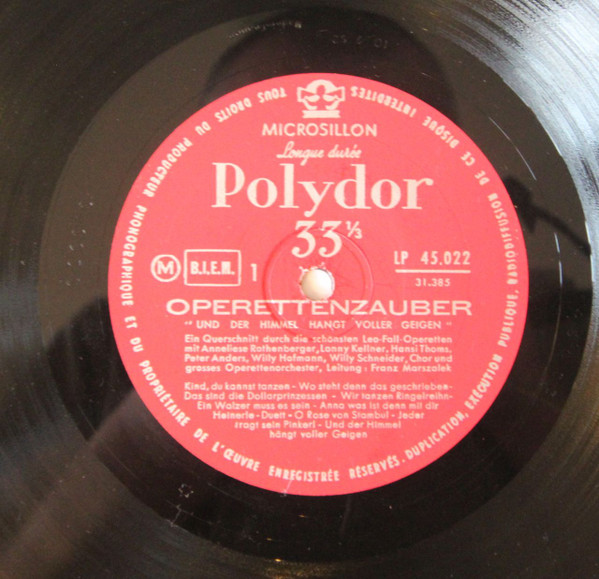 MICROSILLON
Longue durée
Polydor
33 1/3
M
B.I.E.M.
1
LP 45.022
31.385
OPERETTENZAUBER
"UND DER HIMMEL HANGT VOLLER GEIGEN"
Ein Querschnitt durch die schönsten Leo-Fall-Operetten
mit Anneliese Rothenberger, Lonny Kellner, Hansi Thoms,
Peter Anders, Willy Hofmann, Willy Schneider, Chor und
grosses Operettenorchester, Leitung: Franz Marszalek
Kind, du kannst tanzen - Wo steht denn das geschrieben-
Das sind die Dollarprinzessen - Wir tanzen Ringelreihn-
Ein Walzer muss es sein - Anna was ist denn mit dir
Heinerle - Duett - O Rose von Stambul - Jeder
tragt sein Pinkerl - Und der Himmel
hängt voller Geigen
TOUS DROITS DU PRODUCTEUR PHONOGRAPHIQUE ET DU PROPRIÉTAIRE DE L'ŒUVRE ENREGISTRÉE RÉSERVÉS. DUPLICATION, EXÉCUTION PUBLIQUE, RADIODIFFUSION DE CE DISQUE INTERDITES